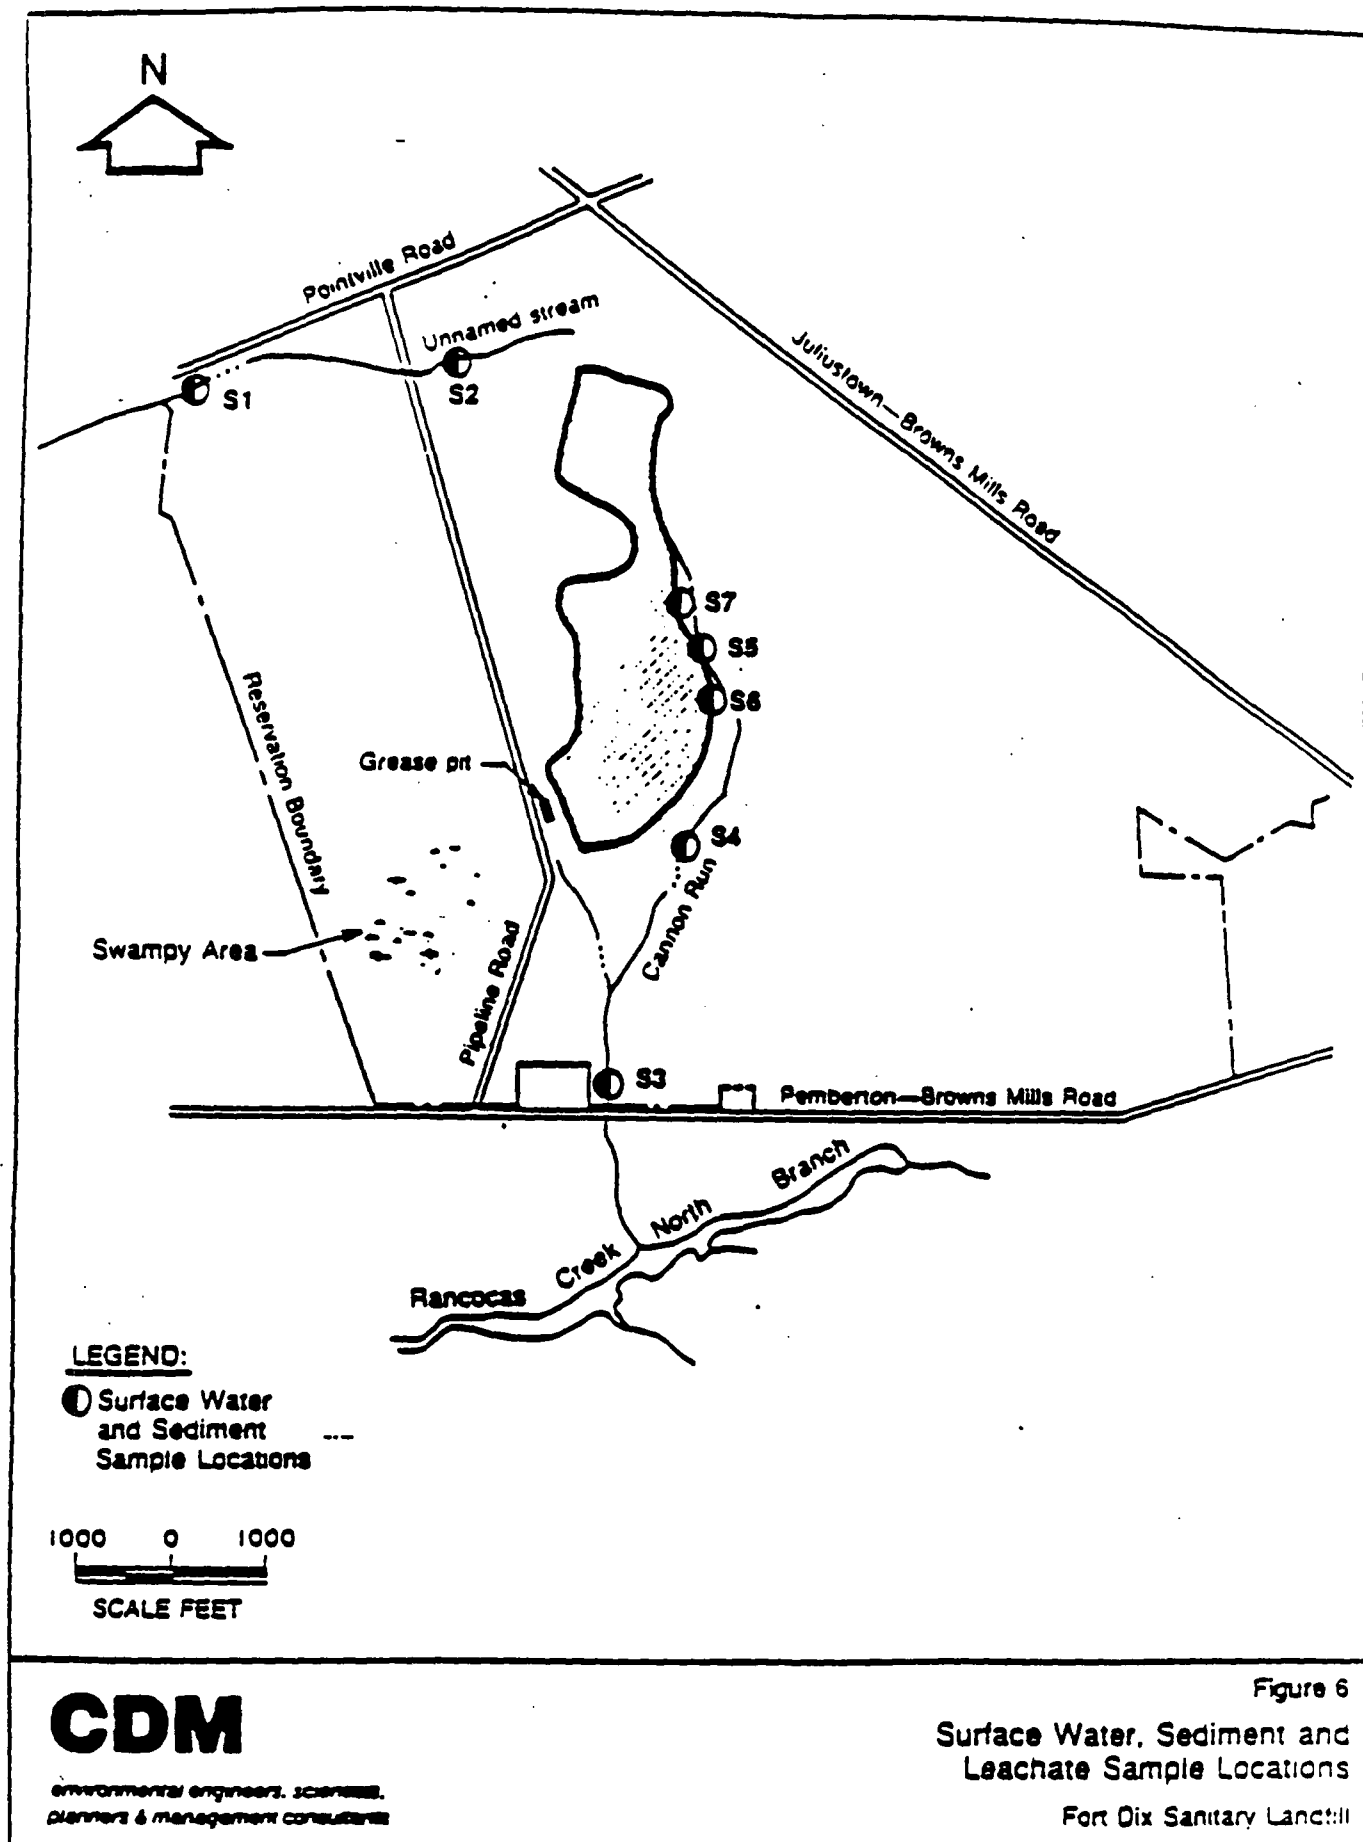 N
Pointville Road
Unnamed stream
S1
S2
Juliustown—Browns Mills Road
S7
S5
S6
Reservation Boundary
Grease pit
S4
Cannon Run
Swampy Area
Pipeline Road
S3
Pemberton—Browns Mills Road
Rancocas Creek North Branch
LEGEND:
Surface Water
and Sediment
Sample Locations
1000 0 1000
SCALE FEET
CDM
environmental engineers, scientists,
planners & management consultants
Figure 6
Surface Water, Sediment and
Leachate Sample Locations
Fort Dix Sanitary Landfill